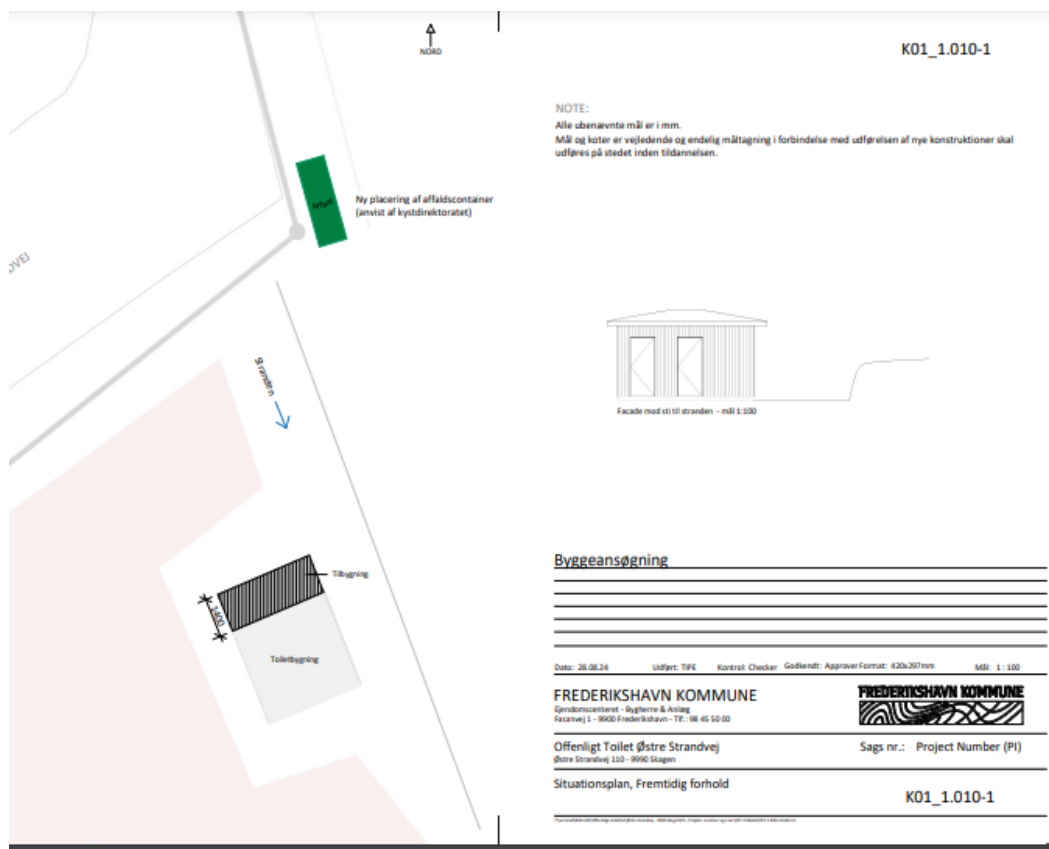 NORD
K01_1.010-1
NOTE:
Alle ubenævnte mål er i mm.
Mål og koter er vejledende og endelig måltagning i forbindelse med udførelsen af nye konstruktioner skal
udføres på stedet inden tildannelsen.
Affald
Ny placering af affaldscontainer
(anvist af kystdirektoratet)
DVEJ
Stranden
Facade mod sti til stranden - mål 1:100
Tilbygning
1400
Toiletbygning
Byggeansøgning
Dato: 28.08.24 Udført: TIPE Kontrol: Checker Godkendt: Approver Format: 420x297mm Mål: 1 : 100
FREDERIKSHAVN KOMMUNE
Ejendomscenteret - Bygherre & Anlæg
Fasanvej 1 - 9900 Frederikshavn - Tlf.: 98 45 50 00
FREDERIKSHAVN KOMMUNE
Offentligt Toilet Østre Strandvej
Østre Strandvej 110 - 9990 Skagen
Sags nr.: Project Number (PI)
Situationsplan, Fremtidig forhold
K01_1.010-1